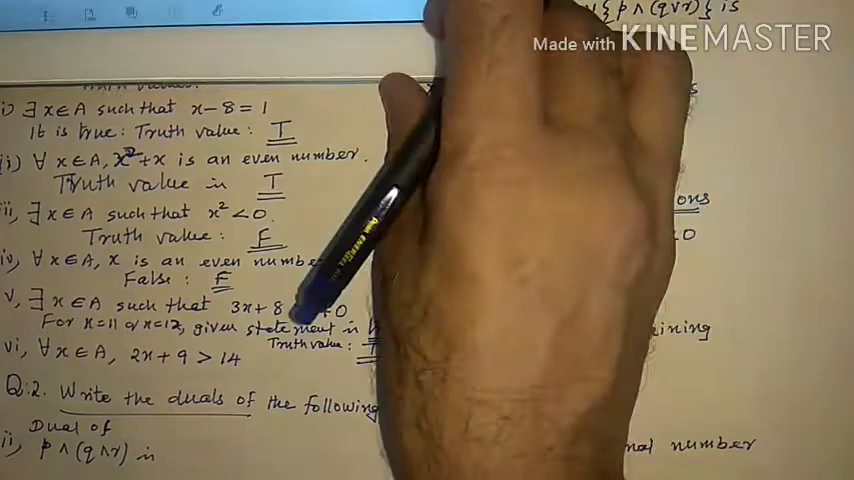 ∨{p∧(q∨r)} is
Made with KINEMASTER
i) ∃ x∈A such that x-8=1
It is true: Truth value: T
(ii) ∀ x∈A, x²+x is an even number.
Truth value is T
iii, ∃ x∈A such that x²<0.
Truth value: F
iv, ∀ x∈A, x is an even number
False: F
v, ∃ x∈A such that 3x+8 40
For x=11 or x=12, given statement is
Truth value: T
vi, ∀ x∈A, 2x+9 > 14
Q:2. Write the duals of the following
Dual of
ii, p∧(q∧r) is
number